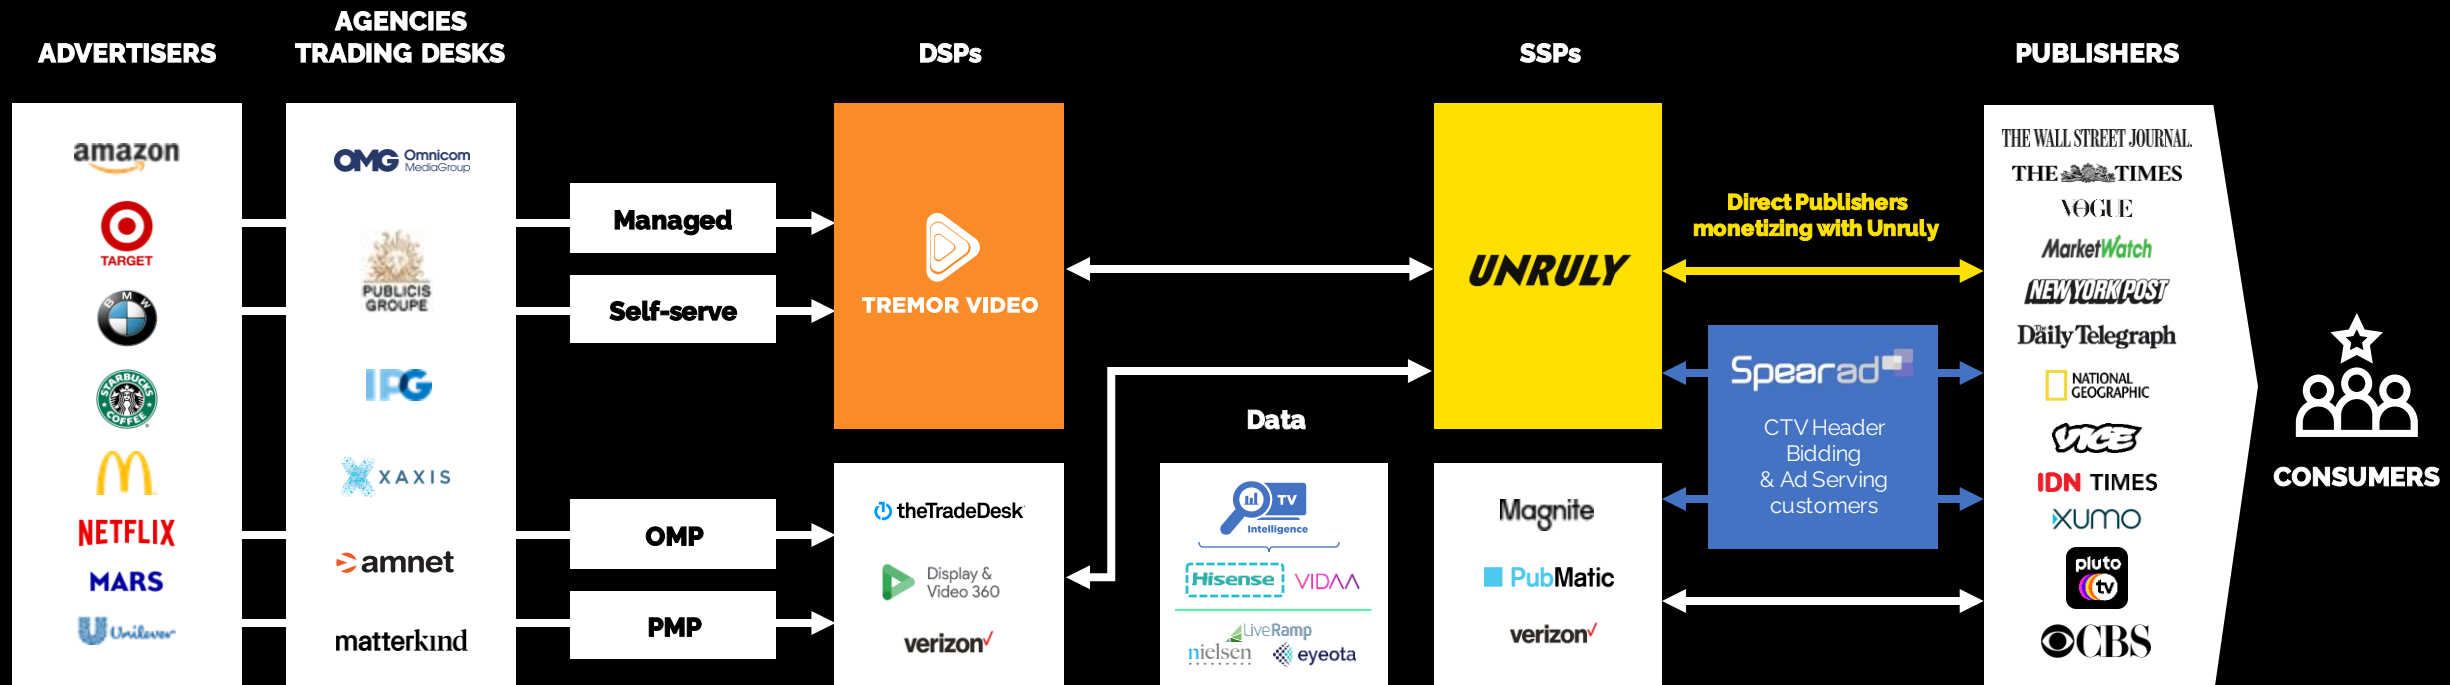 ADVERTISERS
AGENCIES
TRADING DESKS
DSPs
SSPs
PUBLISHERS
amazon
TARGET
BMW
STARBUCKS
COFFEE
NETFLIX
MARS
Unilever
OMG Omnicom
MediaGroup
PUBLICIS
GROUPE
IPG
XAXIS
amnet
matterkind
Managed
Self-serve
OMP
PMP
TREMOR VIDEO
theTradeDesk
Display &
Video 360
verizon
Data
TV
Intelligence
Hisense VIDAA
LiveRamp
nielsen eyeota
UNRULY
Magnite
PubMatic
verizon
Direct Publishers
monetizing with Unruly
Spearad
CTV Header
Bidding
& Ad Serving
customers
THE WALL STREET JOURNAL.
THE TIMES
VOGUE
MarketWatch
NEW YORK POST
The Daily Telegraph
NATIONAL
GEOGRAPHIC
VICE
IDN TIMES
XUMO
pluto
tv
CBS
CONSUMERS